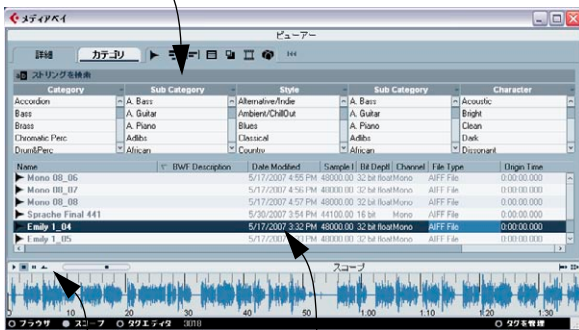 メディアベイ
ビューアー
詳細 カテゴリ
ストリングを検索
Category Sub Category Style Sub Category Character
Accordion A. Bass Alternative/Indie A. Bass Acoustic
Bass A. Guitar Ambient/ChillOut A. Guitar Bright
Brass A. Piano Blues A. Piano Clean
Chromatic Perc Adlibs Classical Adlibs Dark
Drum&Perc African Country African Dissonant
Name BWF Description Date Modified Sample Bit Depth Channel File Type Origin Time
Mono 08_06 5/17/2007 4:55 PM 48000.00 32 bit float Mono AIFF File 0:00:00.000
Mono 08_07 5/17/2007 4:56 PM 48000.00 32 bit float Mono AIFF File 0:00:00.000
Mono 08_08 5/17/2007 4:57 PM 48000.00 32 bit float Mono AIFF File 0:00:00.000
Sprache Final 441 5/30/2007 3:54 PM 44100.00 16 bit Mono AIFF File 0:00:00.000
Emily 1_04 5/17/2007 3:32 PM 48000.00 32 bit float Mono AIFF File 0:00:00.000
Emily 1_05 PM 48000.00 32 bit float Mono AIFF File 0:00:00.000
スコープ
10 20 30 40 50 1:00 1:10 1:20 1:30
ブラウザ スコープ タグエディタ 3018 タグを管理